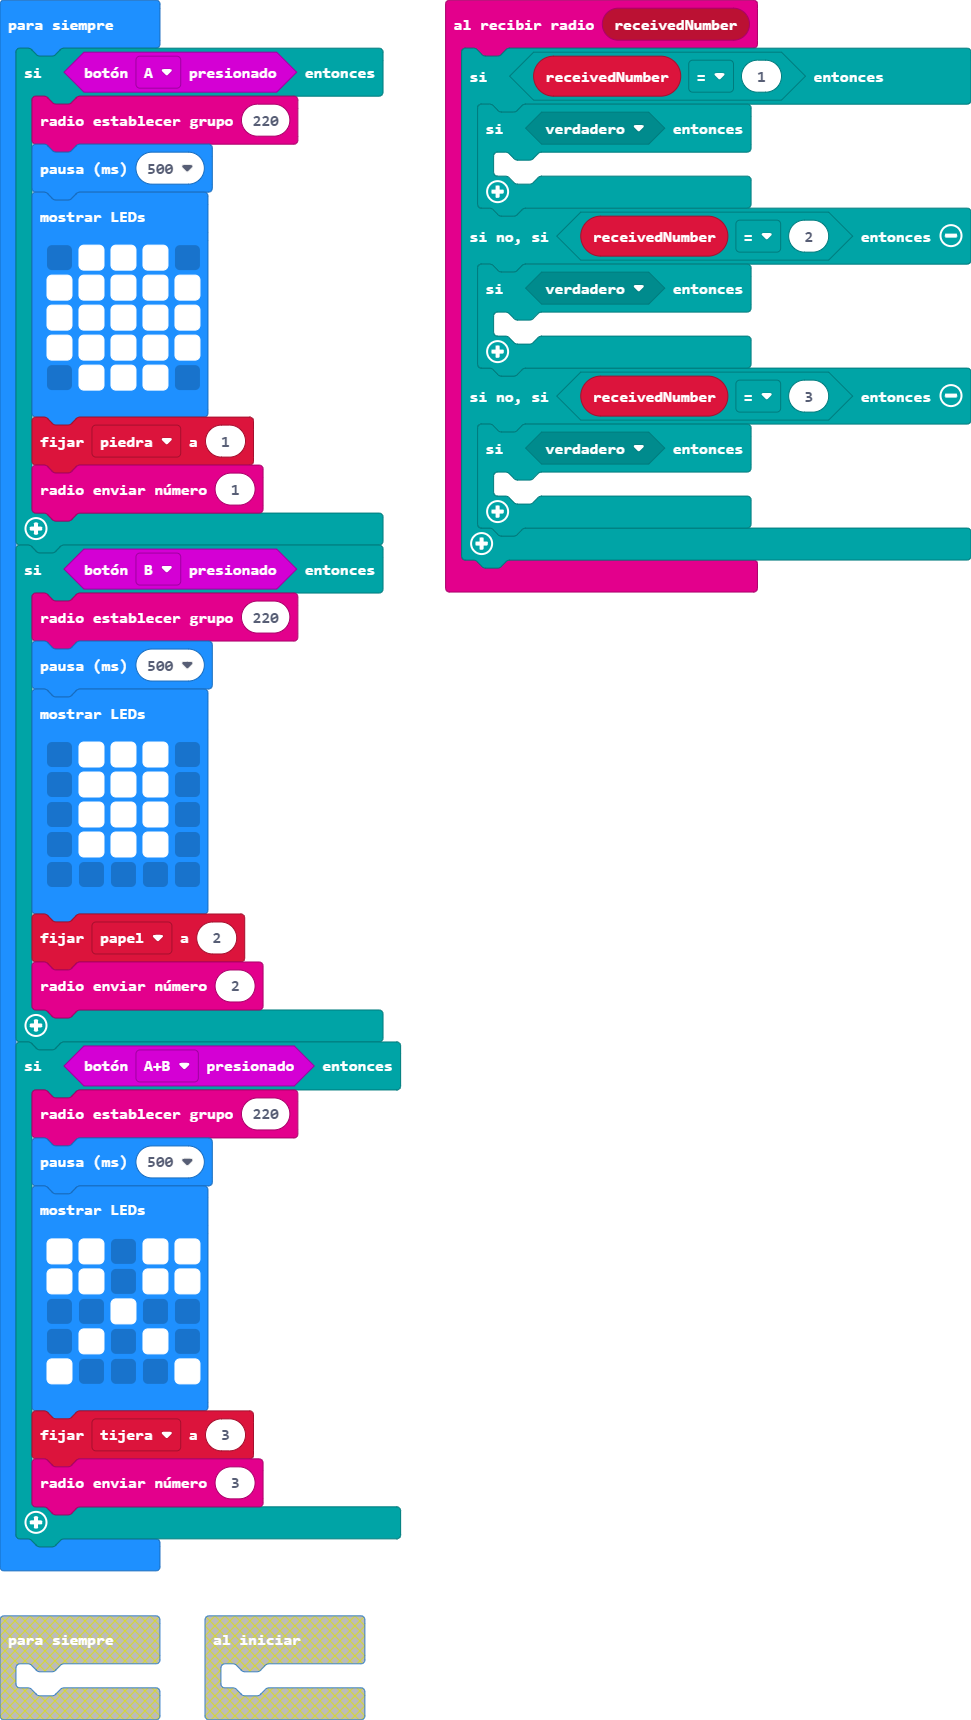 para siempre
si botón A presionado entonces
radio establecer grupo 220
pausa (ms) 500
mostrar LEDs
fijar piedra a 1
radio enviar número 1
si botón B presionado entonces
radio establecer grupo 220
pausa (ms) 500
mostrar LEDs
fijar papel a 2
radio enviar número 2
si botón A+B presionado entonces
radio establecer grupo 220
pausa (ms) 500
mostrar LEDs
fijar tijera a 3
radio enviar número 3
al recibir radio receivedNumber
si receivedNumber = 1 entonces
si verdadero entonces
si no, si receivedNumber = 2 entonces
si verdadero entonces
si no, si receivedNumber = 3 entonces
si verdadero entonces
para siempre
al iniciar